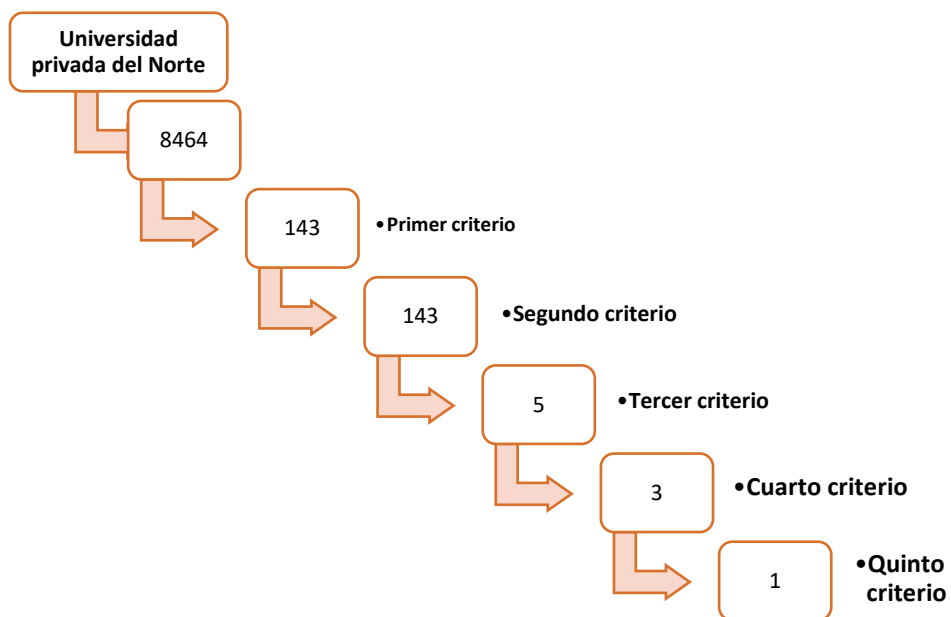 Universidad
privada del Norte
8464
143
•Primer criterio
143
•Segundo criterio
5
•Tercer criterio
3
•Cuarto criterio
1
•Quinto
criterio